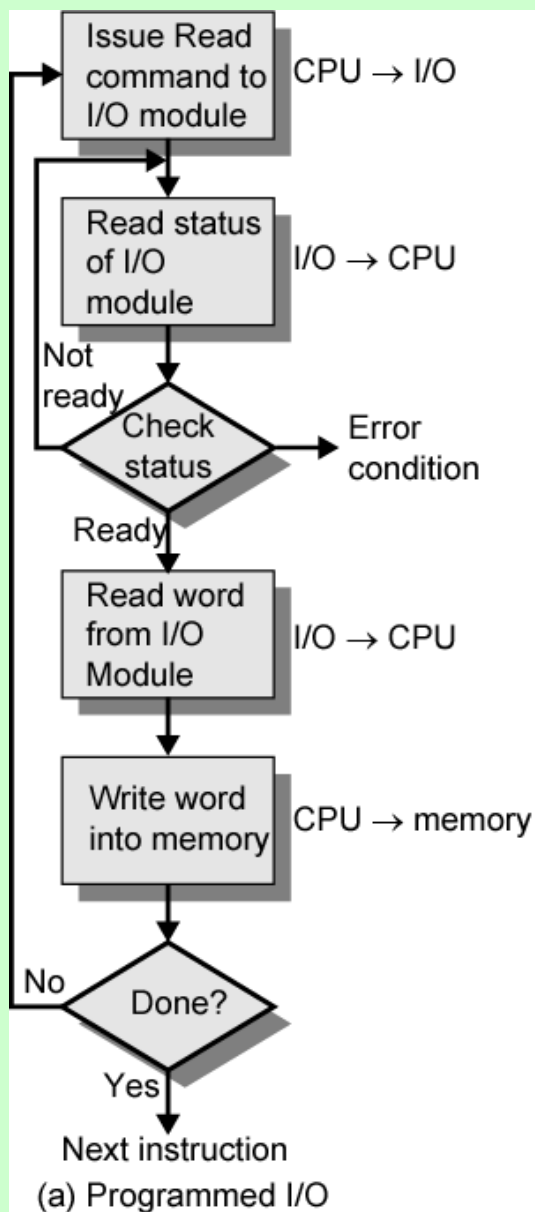 Issue Read
command to
I/O module
CPU → I/O
Read status
of I/O
module
I/O → CPU
Not
ready
Check
status
Error
condition
Ready
Read word
from I/O
Module
I/O → CPU
Write word
into memory
CPU → memory
No
Done?
Yes
Next instruction
(a) Programmed I/O